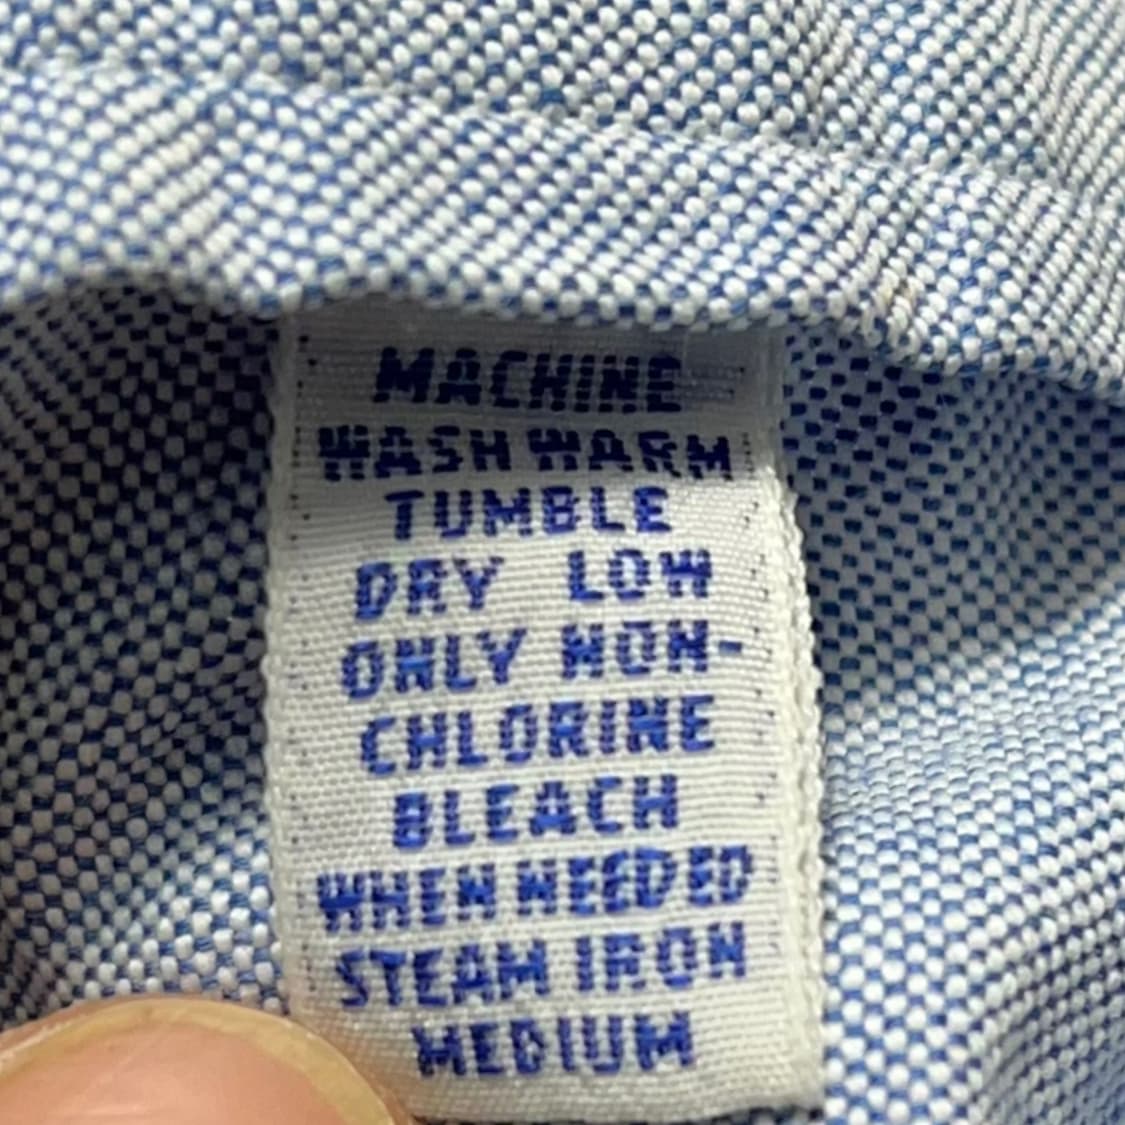 MACHINE
WASH WARM
TUMBLE
DRY LOW
ONLY NON-
CHLORINE
BLEACH
WHEN NEEDED
STEAM IRON
MEDIUM